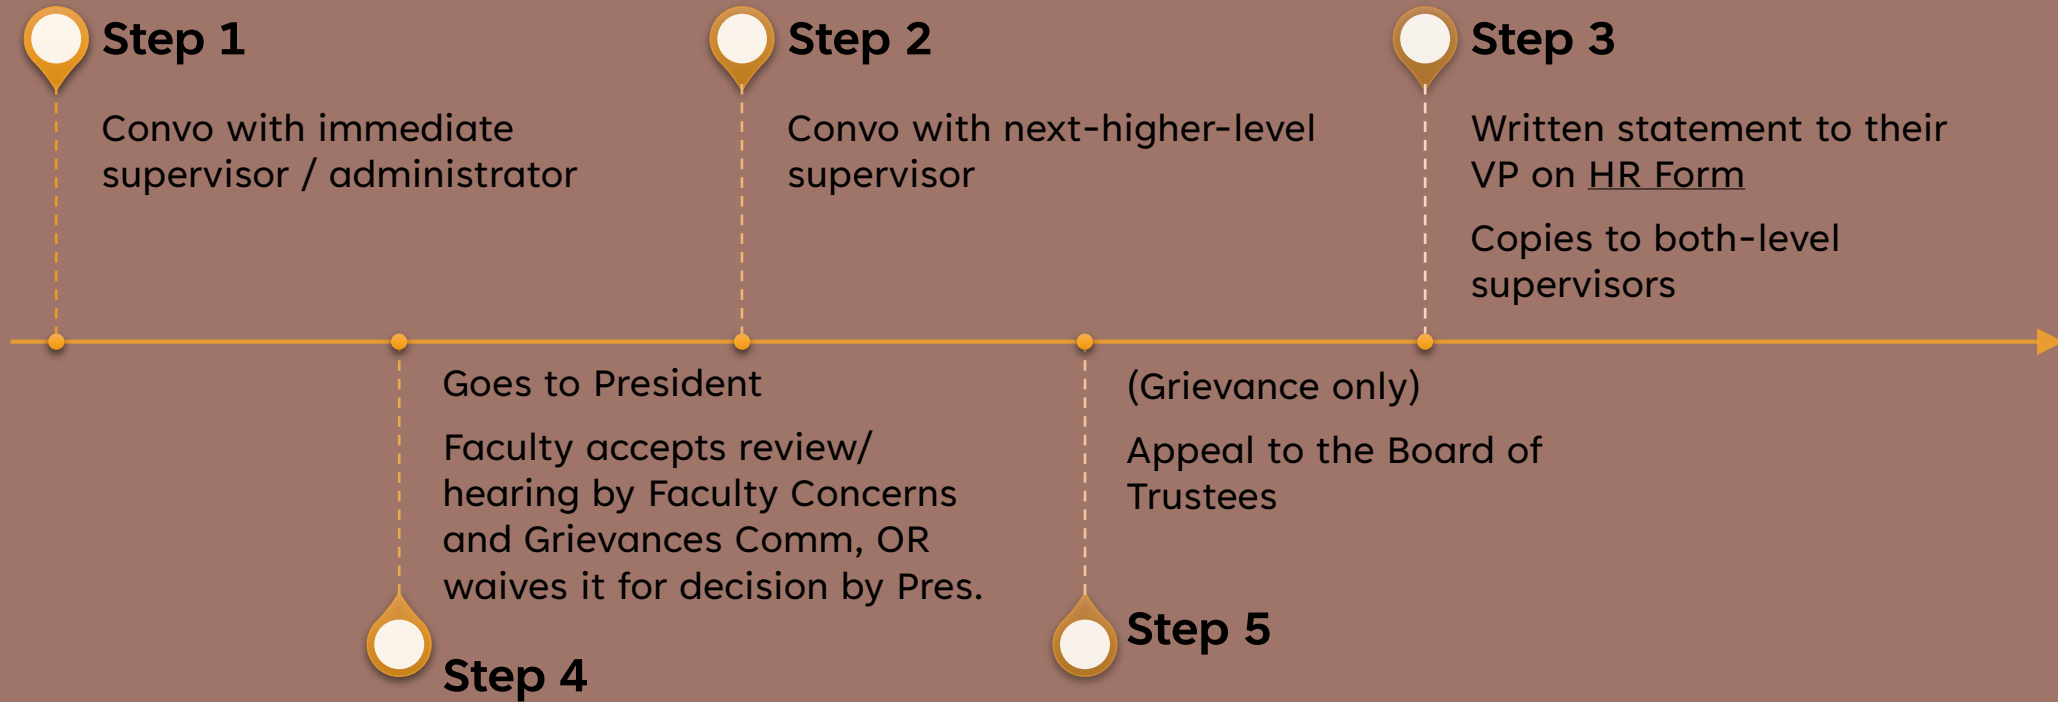 Step 1
Convo with immediate
supervisor / administrator
Step 2
Convo with next-higher-level
supervisor
Step 3
Written statement to their
VP on HR Form
Copies to both-level
supervisors
Goes to President
Faculty accepts review/
hearing by Faculty Concerns
and Grievances Comm, OR
waives it for decision by Pres.
Step 4
(Grievance only)
Appeal to the Board of
Trustees
Step 5